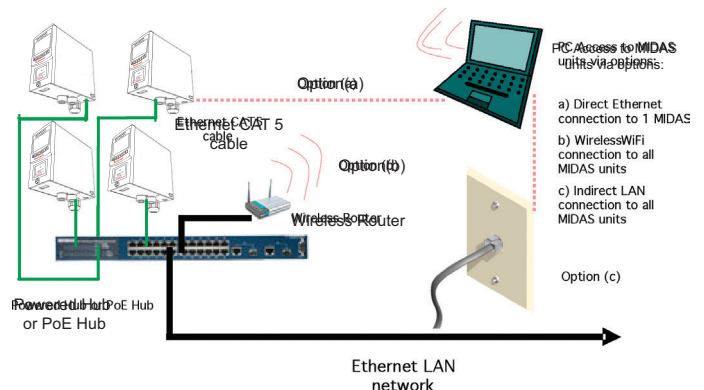 PC Access to MIDAS
units via options:
Option (a)
a) Direct Ethernet
connection to 1 MIDAS
Ethernet CAT 5
cable
b) WirelessWiFi
connection to all
MIDAS units
Option (b)
c) Indirect LAN
connection to all
MIDAS units
Wireless Router
Option (c)
Powered Hub
or PoE Hub
Ethernet LAN
network